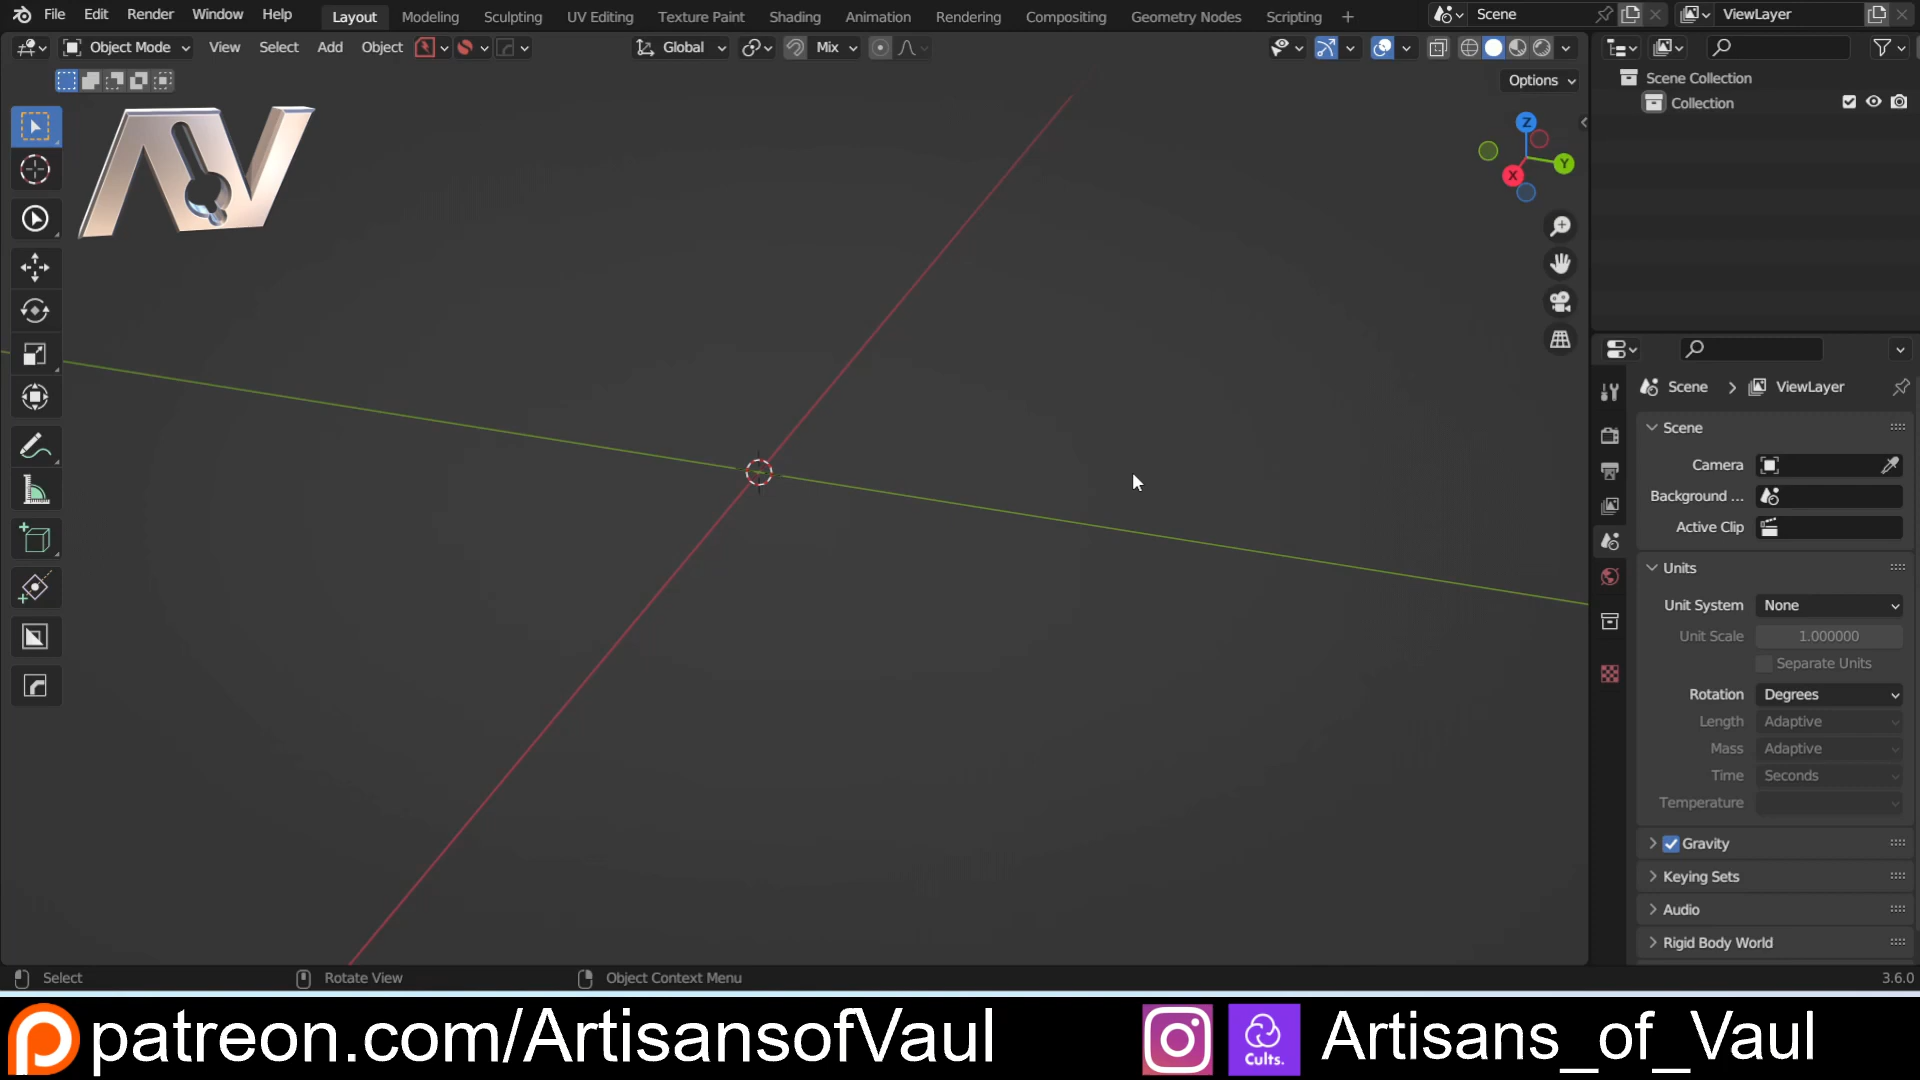 File Edit Render Window Help Layout Modeling Sculpting UV Editing Texture Paint Shading Animation Rendering Compositing Geometry Nodes Scripting + Scene ViewLayer
Object Mode View Select Add Object Global Mix
Options
Scene Collection
Collection
AV
Z
Y
X
Scene > ViewLayer
Scene
Camera
Background ...
Active Clip
Units
Unit System None
Unit Scale 1.000000
Separate Units
Rotation Degrees
Length Adaptive
Mass Adaptive
Time Seconds
Temperature
Gravity
Keying Sets
Audio
Rigid Body World
Select Rotate View Object Context Menu 3.6.0
patreon.com/ArtisansofVaul Cults. Artisans_of_Vaul